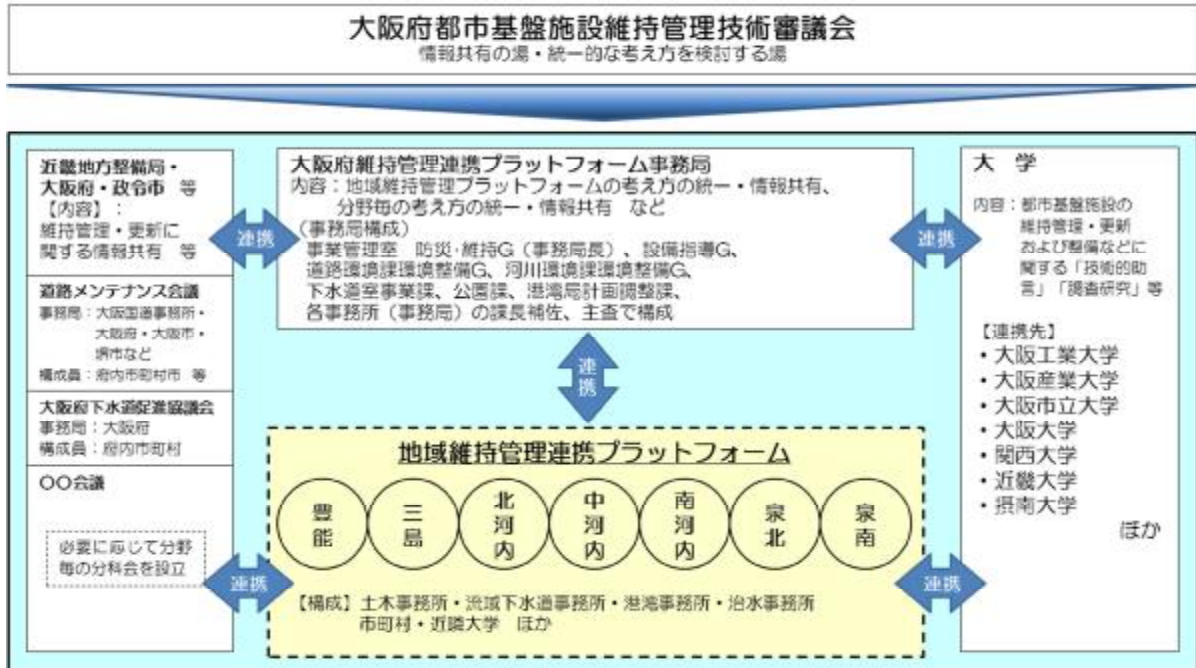 大阪府都市基盤施設維持管理技術審議会
情報共有の場・統一的な考え方を検討する場
近畿地方整備局・
大阪府・政令市 等
【内容】：
維持管理・更新に
関する情報共有 等
道路メンテナンス会議
事務局：大阪国道事務所・
大阪府・大阪市・
堺市など
構成員：府内市町村市 等
大阪府下水道促進協議会
事務局：大阪府
構成員：府内市町村
〇〇会議
必要に応じて分野
毎の分科会を設立
連携
大阪府維持管理連携プラットフォーム事務局
内容：地域維持管理プラットフォームの考え方の統一・情報共有、
分野毎の考え方の統一・情報共有 など
（事務局構成）
事業管理室 防災・維持G（事務局長）、設備指導G、
道路環境課環境整備G、河川環境課環境整備G、
下水道室事業課、公園課、港湾局計画調整課、
各事務所（事務局）の課長補佐、主査で構成
連携
連携
地域維持管理連携プラットフォーム
豊能
三島
北河内
中河内
南河内
泉北
泉南
【構成】土木事務所・流域下水道事務所・港湾事務所・治水事務所
市町村・近隣大学 ほか
連携
連携
大 学
内容：都市基盤施設の
維持管理・更新
および整備などに
関する「技術的助
言」「調査研究」等
【連携先】
・大阪工業大学
・大阪産業大学
・大阪市立大学
・大阪大学
・関西大学
・近畿大学
・摂南大学
ほか